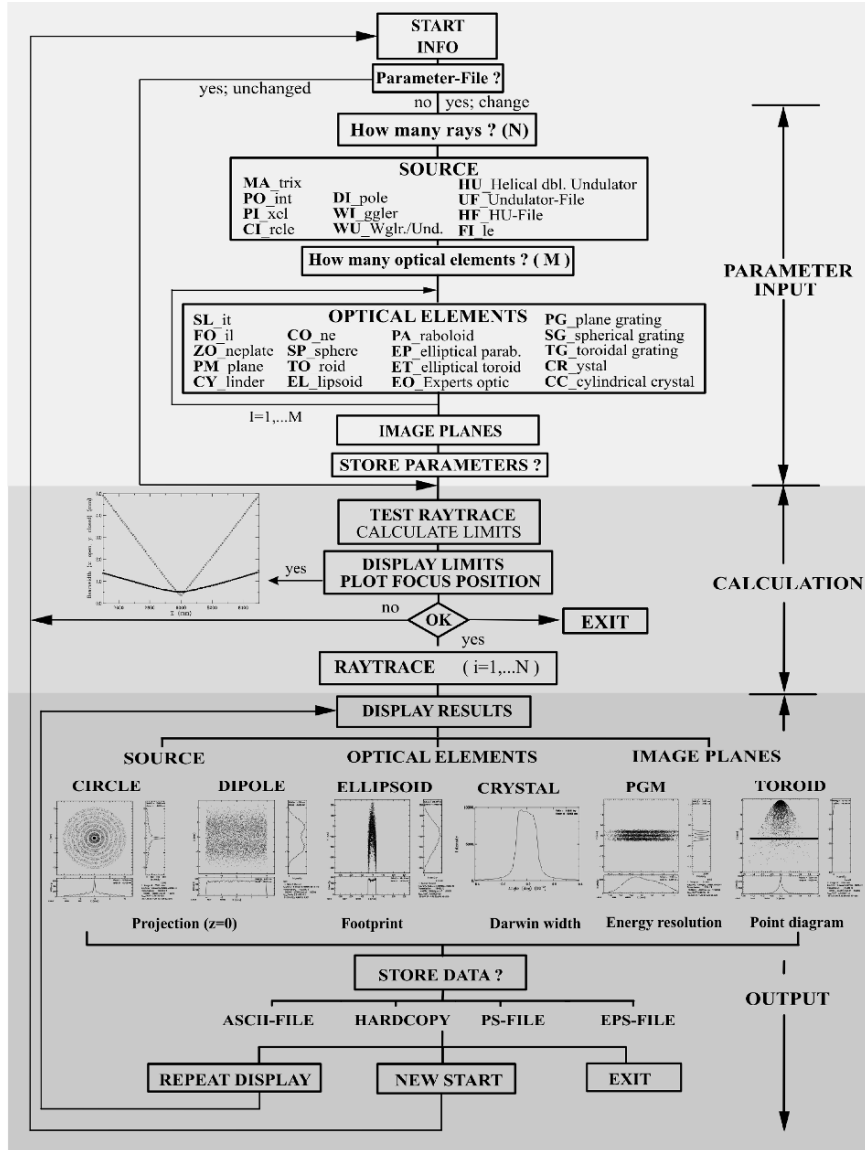 START
INFO
Parameter-File ?
yes; unchanged
no yes; change
How many rays ? (N)
SOURCE
MA_trix
PO_int
PI_xel
CI_rcle
DI_pole
WI_ggler
WU_Wglr./Und.
HU_Helical dbl. Undulator
UF_Undulator-File
HF_HU-File
FI_le
How many optical elements ? ( M )
PARAMETER
INPUT
OPTICAL ELEMENTS
SL_it
FO_il
ZO_neplate
PM_plane
CY_linder
CO_ne
SP_sphere
TO_roid
EL_lipsoid
PA_raboloid
EP_elliptical parab.
ET_elliptical toroid
EO_Experts optic
PG_plane grating
SG_spherical grating
TG_toroidal grating
CR_ystal
CC_cylindrical crystal
I=1,...M
IMAGE PLANES
STORE PARAMETERS ?
TEST RAYTRACE
CALCULATE LIMITS
DISPLAY LIMITS
PLOT FOCUS POSITION
yes
CALCULATION
no
OK
EXIT
yes
RAYTRACE ( i=1,...N )
DISPLAY RESULTS
SOURCE
OPTICAL ELEMENTS
IMAGE PLANES
CIRCLE
DIPOLE
ELLIPSOID
CRYSTAL
PGM
TOROID
Projection (z=0)
Footprint
Darwin width
Energy resolution
Point diagram
STORE DATA ?
OUTPUT
ASCII-FILE
HARDCOPY
PS-FILE
EPS-FILE
REPEAT DISPLAY
NEW START
EXIT